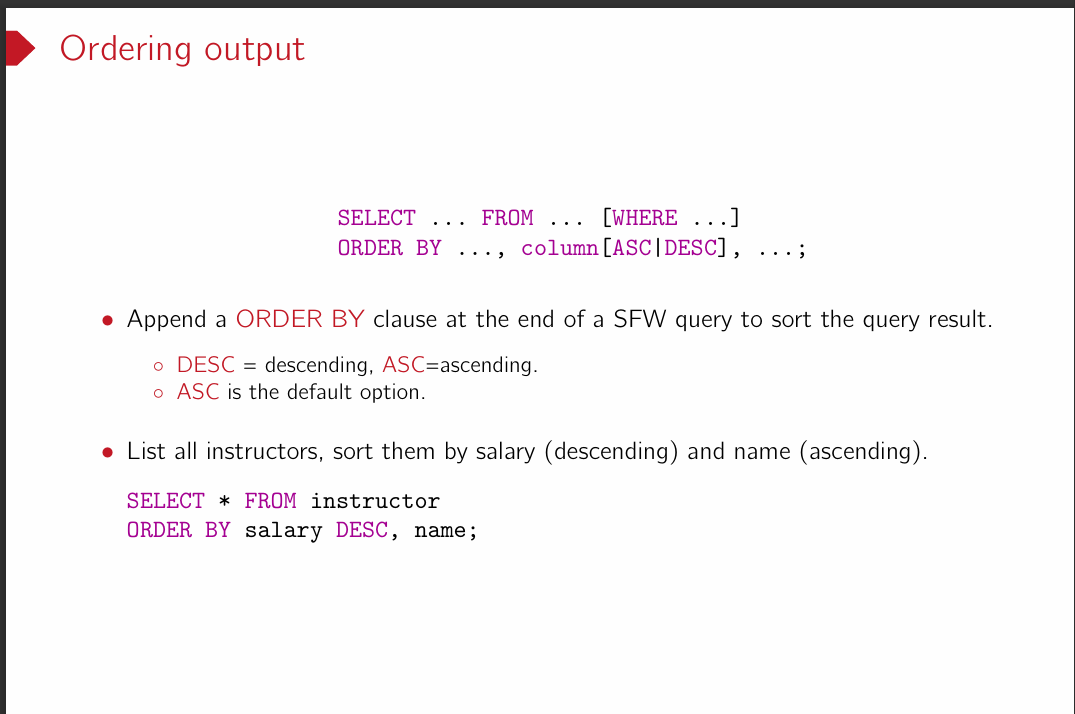 Ordering output
SELECT ... FROM ... [WHERE ...]
ORDER BY ..., column[ASC|DESC], ...;
• Append a ORDER BY clause at the end of a SFW query to sort the query result.
◦ DESC = descending, ASC=ascending.
◦ ASC is the default option.
• List all instructors, sort them by salary (descending) and name (ascending).
SELECT * FROM instructor
ORDER BY salary DESC, name;